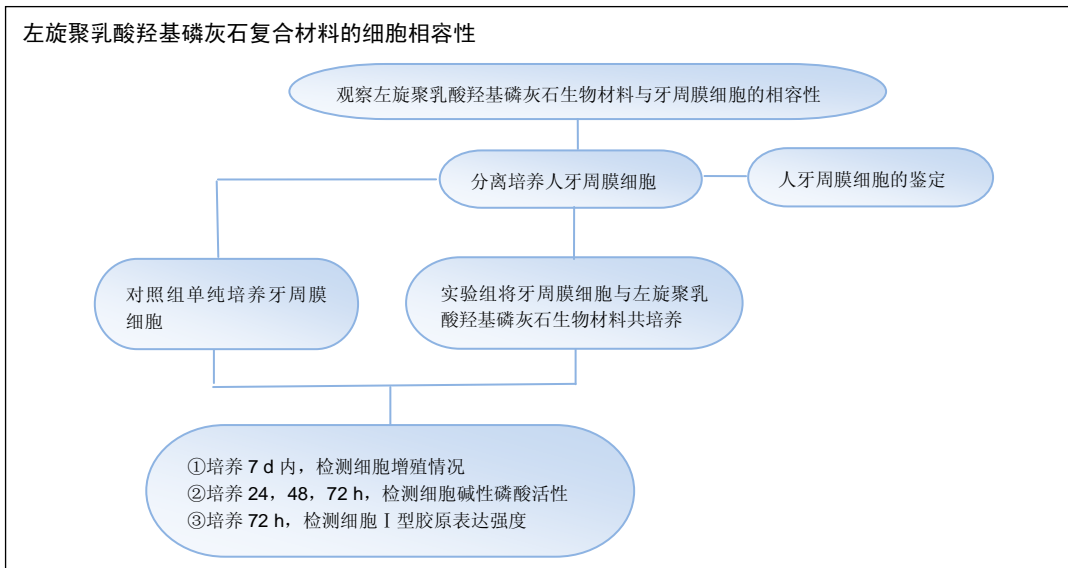 左旋聚乳酸羟基磷灰石复合材料的细胞相容性
观察左旋聚乳酸羟基磷灰石生物材料与牙周膜细胞的相容性
分离培养人牙周膜细胞
人牙周膜细胞的鉴定
对照组单纯培养牙周膜
细胞
实验组将牙周膜细胞与左旋聚乳
酸羟基磷灰石生物材料共培养
①培养 7 d 内，检测细胞增殖情况
②培养 24，48，72 h，检测细胞碱性磷酸活性
③培养 72 h，检测细胞Ⅰ型胶原表达强度